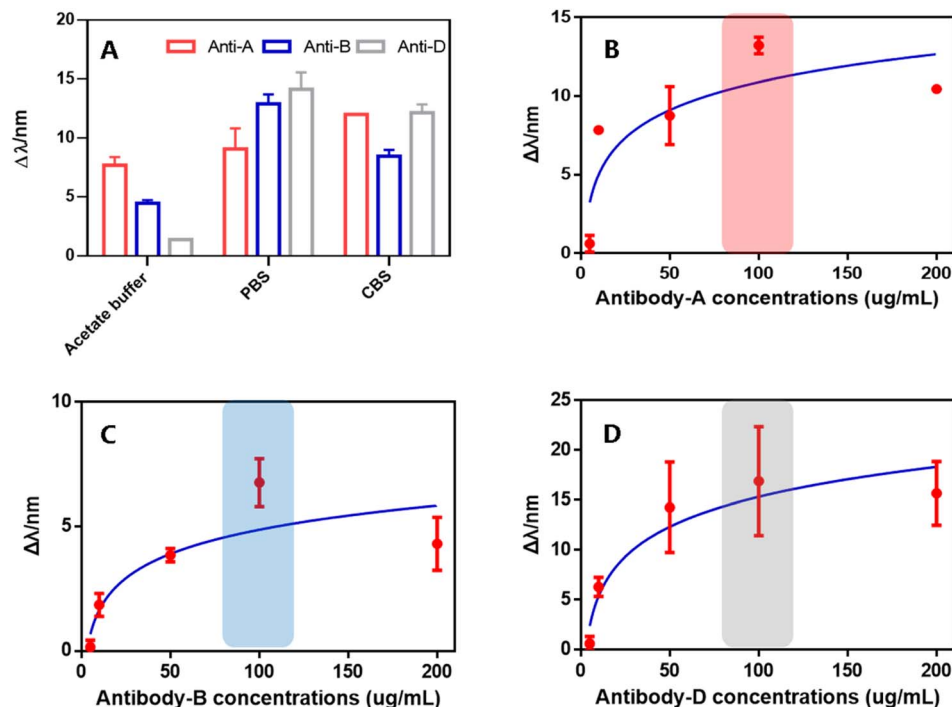 A
Anti-A Anti-B Anti-D
Δλ/nm
20
15
10
5
0
Acetate buffer
PBS
CBS
B
Δλ/nm
15
10
5
0
0 50 100 150 200
Antibody-A concentrations (ug/mL)
C
Δλ/nm
10
5
0
0 50 100 150 200
Antibody-B concentrations (ug/mL)
D
Δλ/nm
25
20
15
10
5
0
0 50 100 150 200
Antibody-D concentrations (ug/mL)